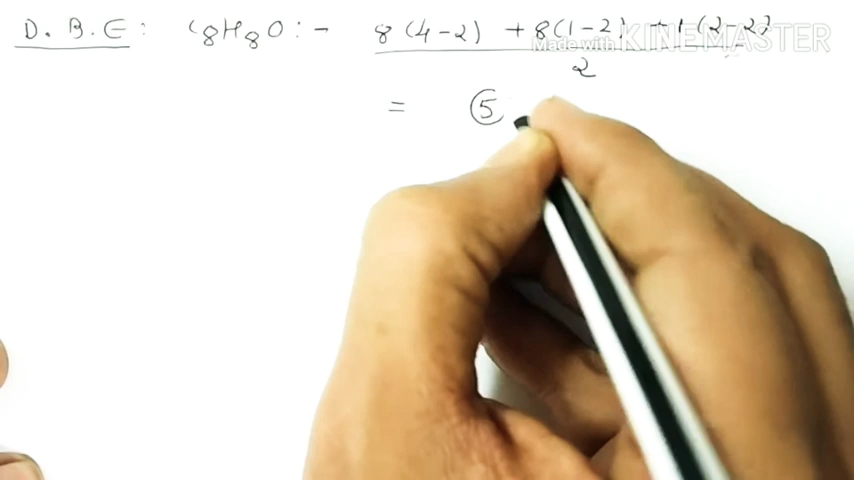 D. B. E : C8H8O : - 8 (4-2) + 8(1-2) + 1 (2-2)
2
= 5
Made with KINEMASTER